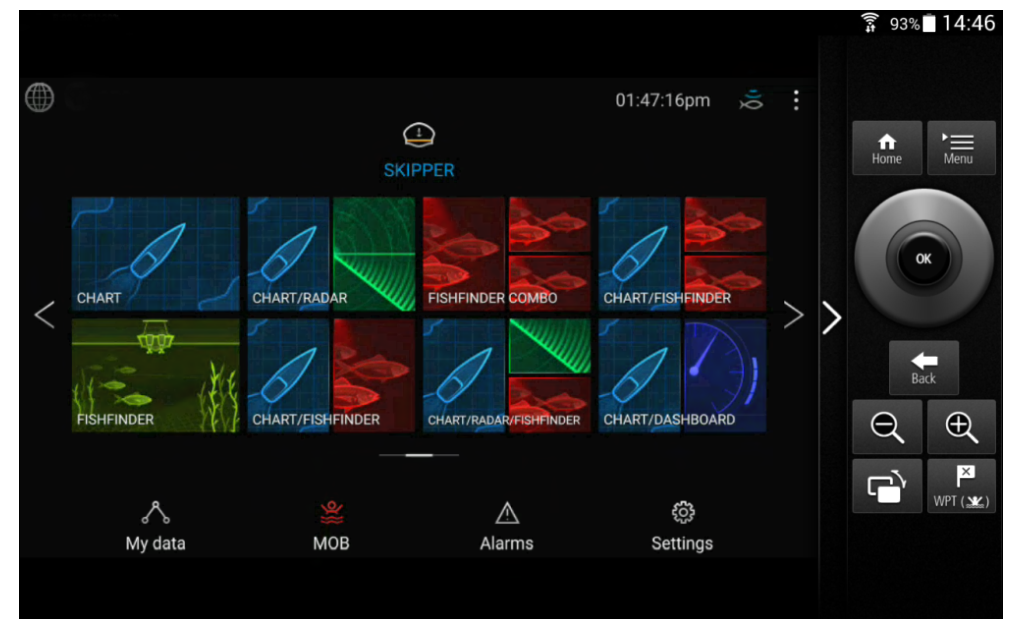 93% 14:46
01:47:16pm
SKIPPER
CHART
CHART/RADAR
FISHFINDER COMBO
CHART/FISHFINDER
FISHFINDER
CHART/FISHFINDER
CHART/RADAR/FISHFINDER
CHART/DASHBOARD
My data
MOB
Alarms
Settings
Home
Menu
OK
Back
WPT ( )